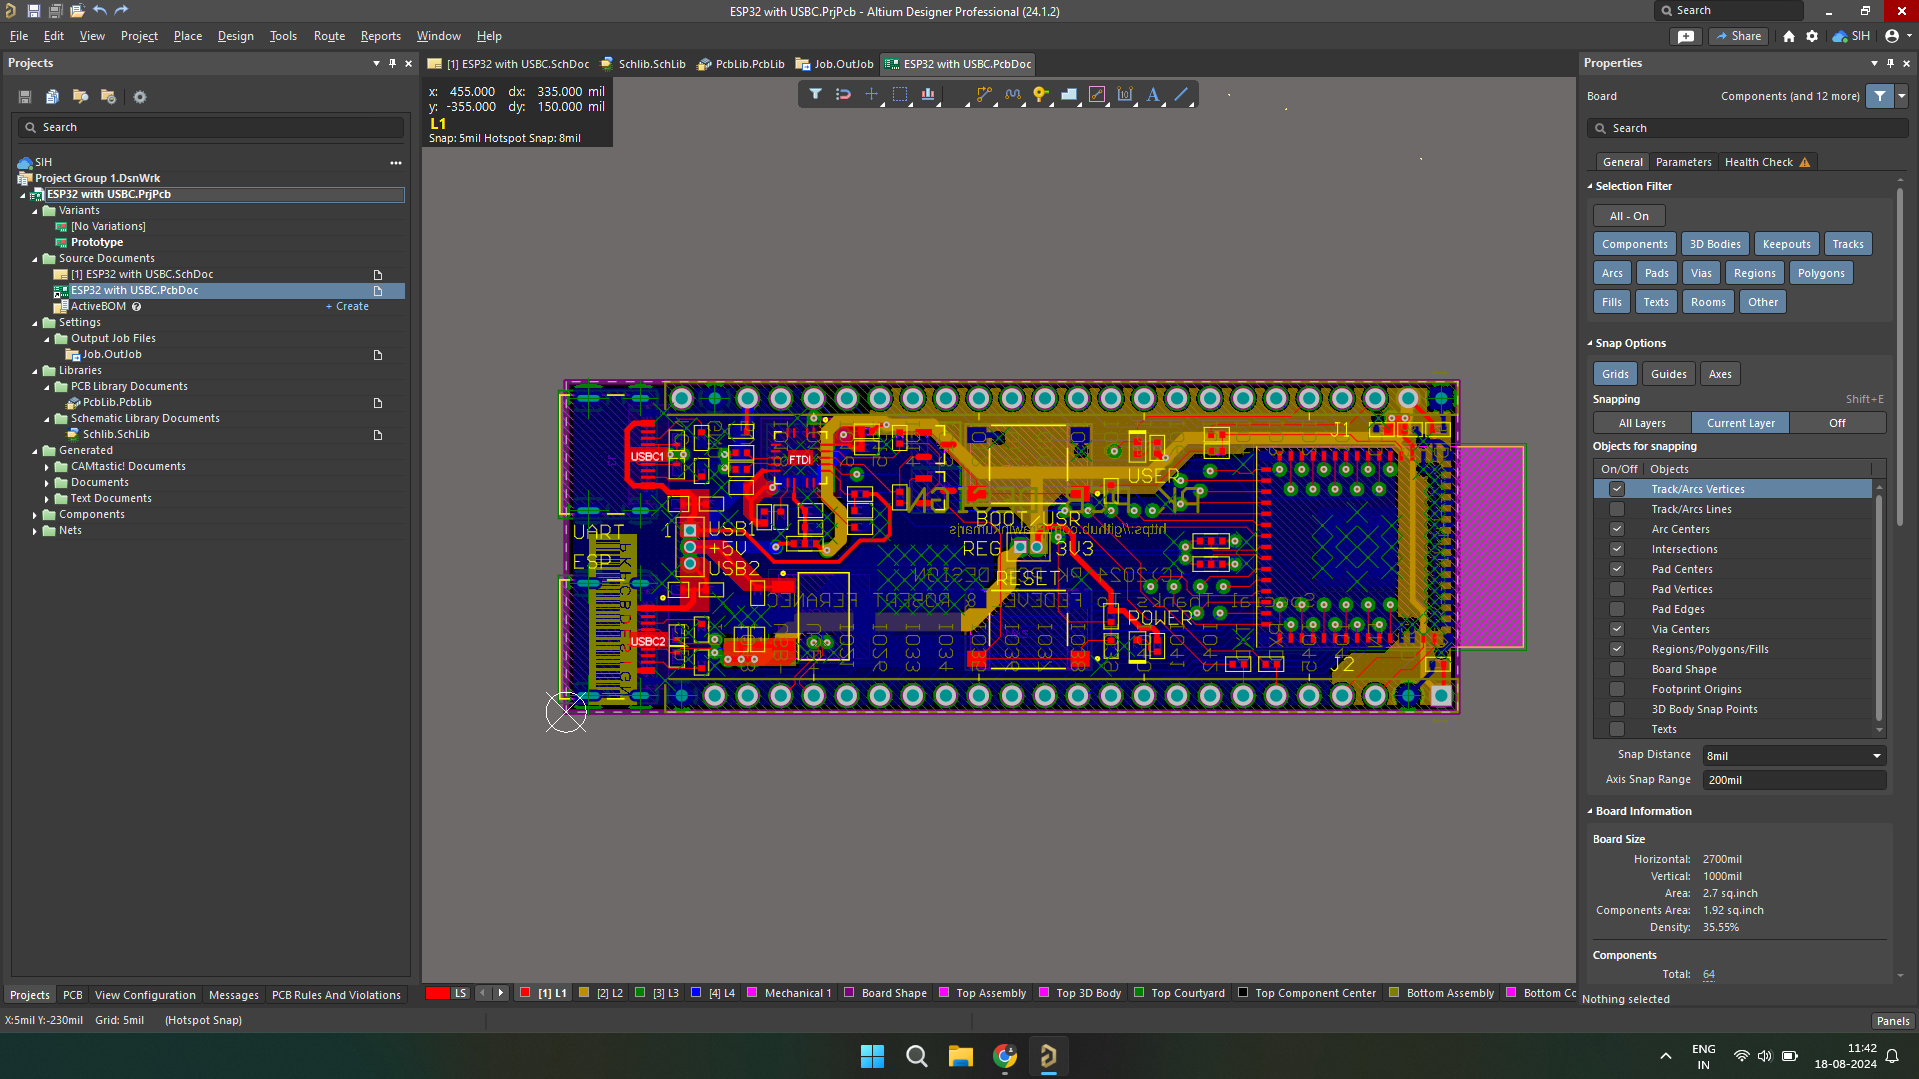 ESP32 with USBC.PrjPcb - Altium Designer Professional (24.1.2)
Search
File Edit View Project Place Design Tools Route Reports Window Help
Share
SIH
Projects
[1] ESP32 with USBC.SchDoc
Schlib.SchLib
PcbLib.PcbLib
Job.OutJob
ESP32 with USBC.PcbDoc
Properties
x: 455.000 dx: 335.000 mil
y: -355.000 dy: 150.000 mil
L1
Snap: 5mil Hotspot Snap: 8mil
Board
Components (and 12 more)
Search
Search
SIH
Project Group 1.DsnWrk
ESP32 with USBC.PrjPcb
Variants
[No Variations]
Prototype
Source Documents
[1] ESP32 with USBC.SchDoc
ESP32 with USBC.PcbDoc
ActiveBOM
+ Create
Settings
Output Job Files
Job.OutJob
Libraries
PCB Library Documents
PcbLib.PcbLib
Schematic Library Documents
Schlib.SchLib
Generated
CAMtastic! Documents
Documents
Text Documents
Components
Nets
J1
USBC1
FTDI
USER
BOOT USR
UART
1 USB1
+5V
USB2
ESP
REG 3V3
RESET
POWER
USBC2
J2
General Parameters Health Check
Selection Filter
All - On
Components 3D Bodies Keepouts Tracks
Arcs Pads Vias Regions Polygons
Fills Texts Rooms Other
Snap Options
Grids Guides Axes
Snapping Shift+E
All Layers Current Layer Off
Objects for snapping
On/Off Objects
Track/Arcs Vertices
Track/Arcs Lines
Arc Centers
Intersections
Pad Centers
Pad Vertices
Pad Edges
Via Centers
Regions/Polygons/Fills
Board Shape
Footprint Origins
3D Body Snap Points
Texts
Snap Distance 8mil
Axis Snap Range 200mil
Board Information
Board Size
Horizontal: 2700mil
Vertical: 1000mil
Area: 2.7 sq.inch
Components Area: 1.92 sq.inch
Density: 35.55%
Components
Total: 64
Nothing selected
Projects PCB View Configuration Messages PCB Rules And Violations
LS [1] L1 [2] L2 [3] L3 [4] L4 Mechanical 1 Board Shape Top Assembly Top 3D Body Top Courtyard Top Component Center Bottom Assembly Bottom Co
X:5mil Y:-230mil Grid: 5mil (Hotspot Snap)
Panels
ENG
IN
11:42
18-08-2024